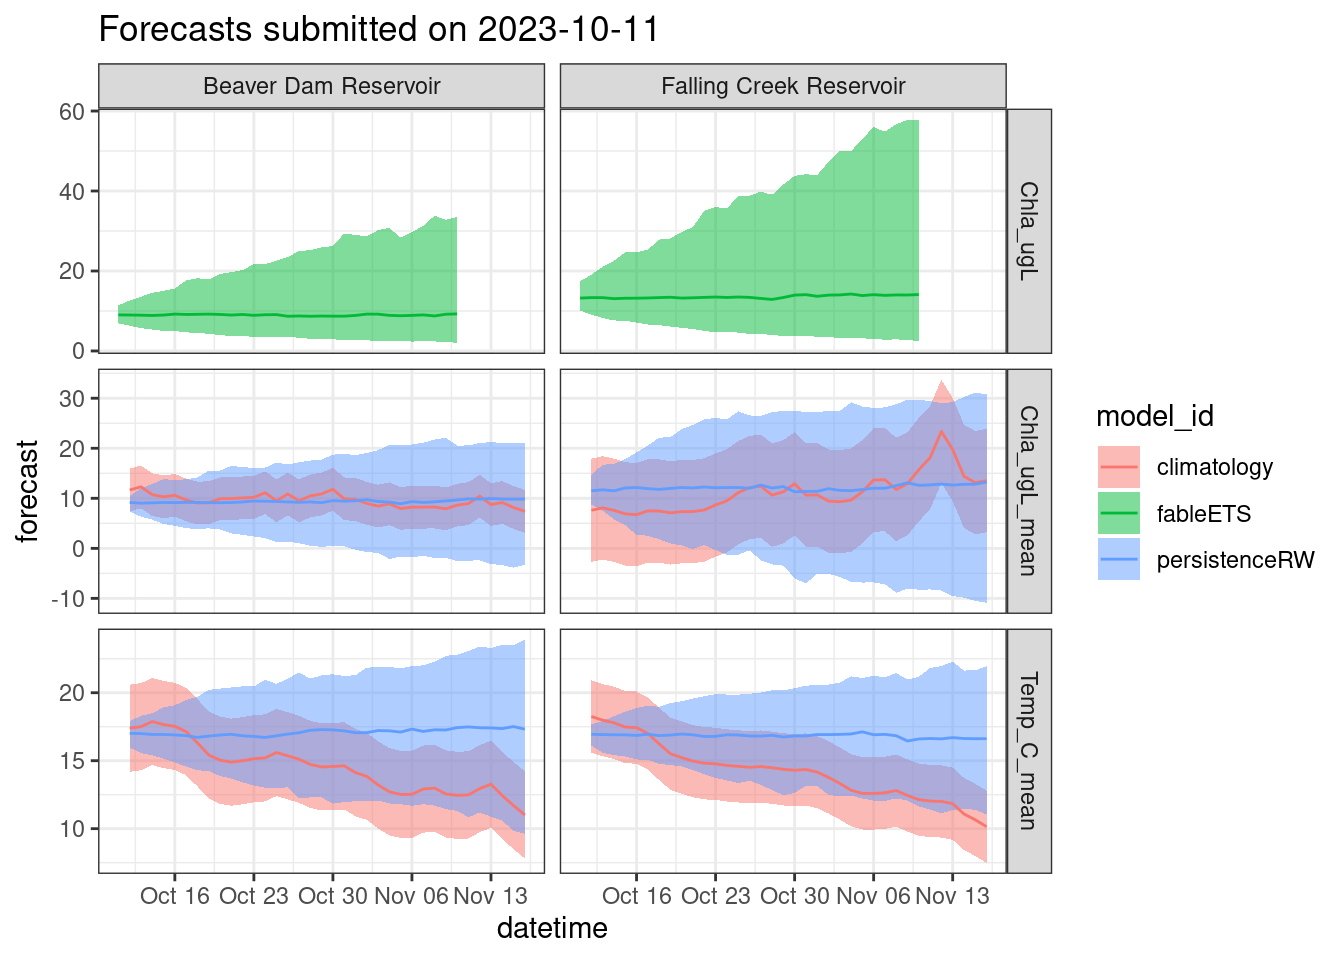 Forecasts submitted on 2023-10-11
Beaver Dam Reservoir
Falling Creek Reservoir
60
40
20
0
Chla_ugL
30
20
10
0
-10
Chla_ugL_mean
20
15
10
Temp_C_mean
forecast
Oct 16 Oct 23 Oct 30 Nov 06 Nov 13
Oct 16 Oct 23 Oct 30 Nov 06 Nov 13
datetime
model_id
climatology
fableETS
persistenceRW